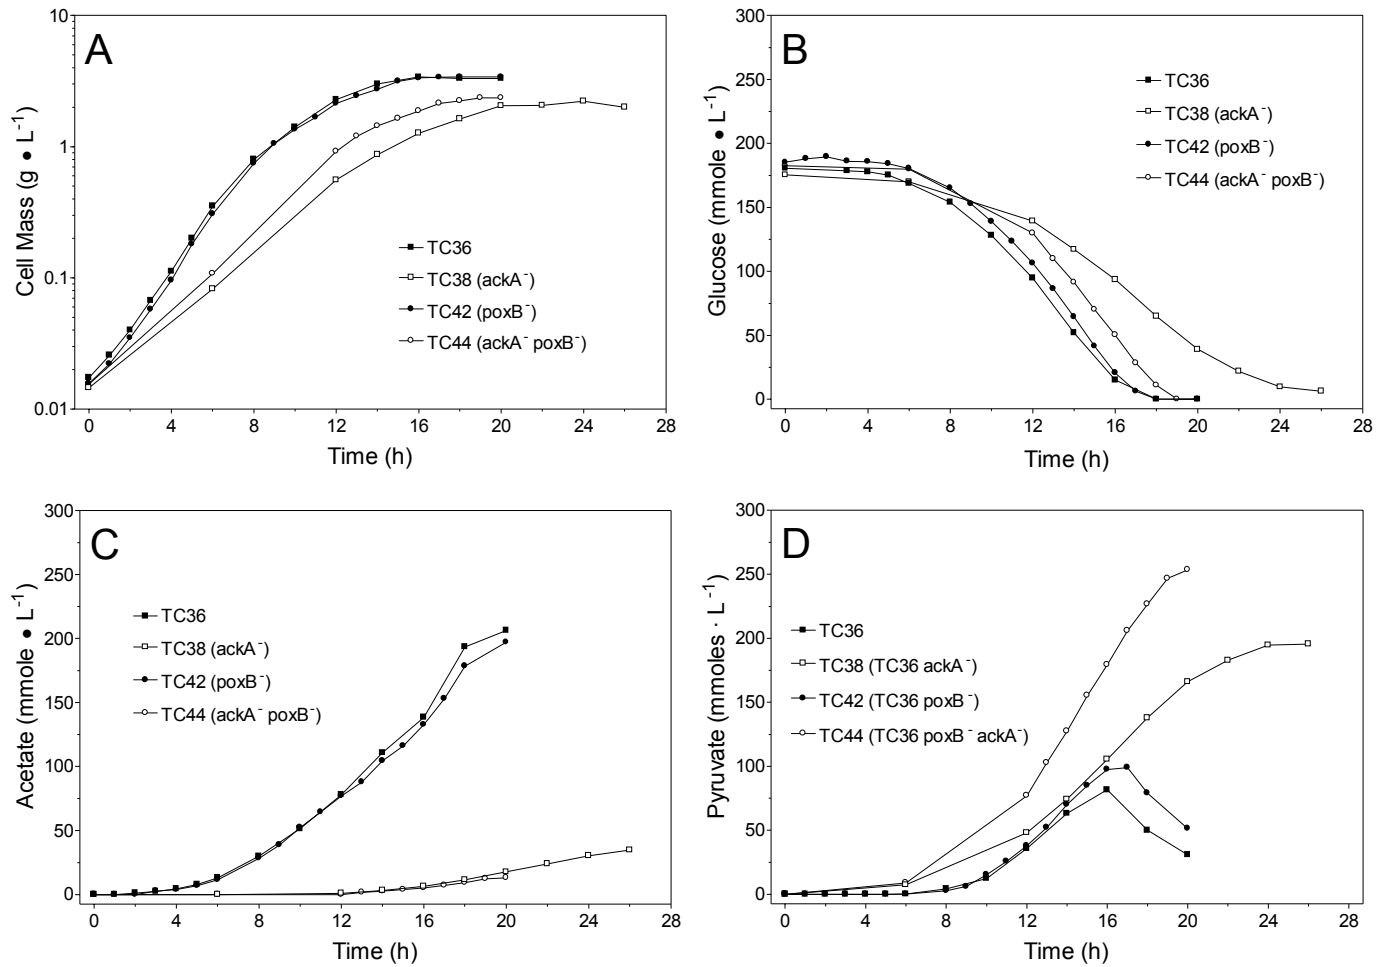 A
10
1
0.1
0.01
Cell Mass (g ● L⁻¹)
TC36
TC38 (ackA⁻)
TC42 (poxB⁻)
TC44 (ackA⁻ poxB⁻)
0 4 8 12 16 20 24 28
Time (h)
B
300
250
200
150
100
50
0
Glucose (mmole ● L⁻¹)
TC36
TC38 (ackA⁻)
TC42 (poxB⁻)
TC44 (ackA⁻ poxB⁻)
0 4 8 12 16 20 24 28
Time (h)
C
300
250
200
150
100
50
0
Acetate (mmole ● L⁻¹)
TC36
TC38 (ackA⁻)
TC42 (poxB⁻)
TC44 (ackA⁻ poxB⁻)
0 4 8 12 16 20 24 28
Time (h)
D
300
250
200
150
100
50
0
Pyruvate (mmoles · L⁻¹)
TC36
TC38 (TC36 ackA⁻)
TC42 (TC36 poxB⁻)
TC44 (TC36 poxB⁻ ackA⁻)
0 4 8 12 16 20 24 28
Time (h)